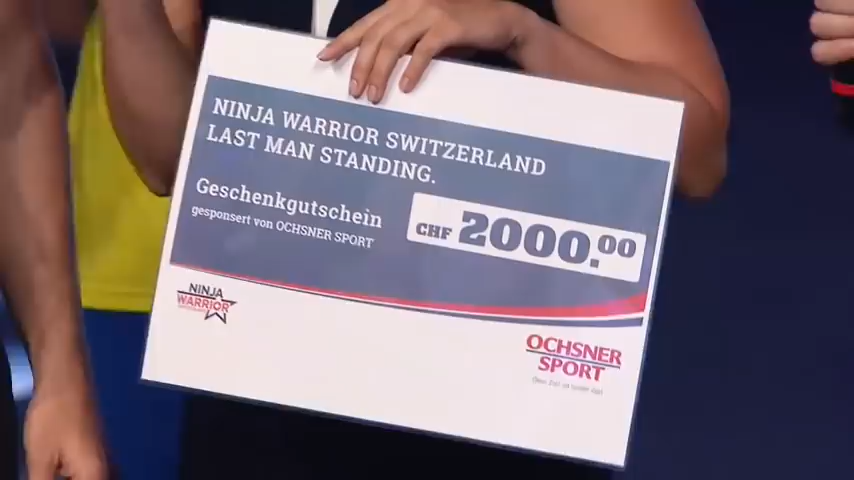 NINJA WARRIOR SWITZERLAND
LAST MAN STANDING.
Geschenkgutschein
gesponsert von OCHSNER SPORT
CHF 2000.00
NINJA
WARRIOR
OCHSNER
SPORT